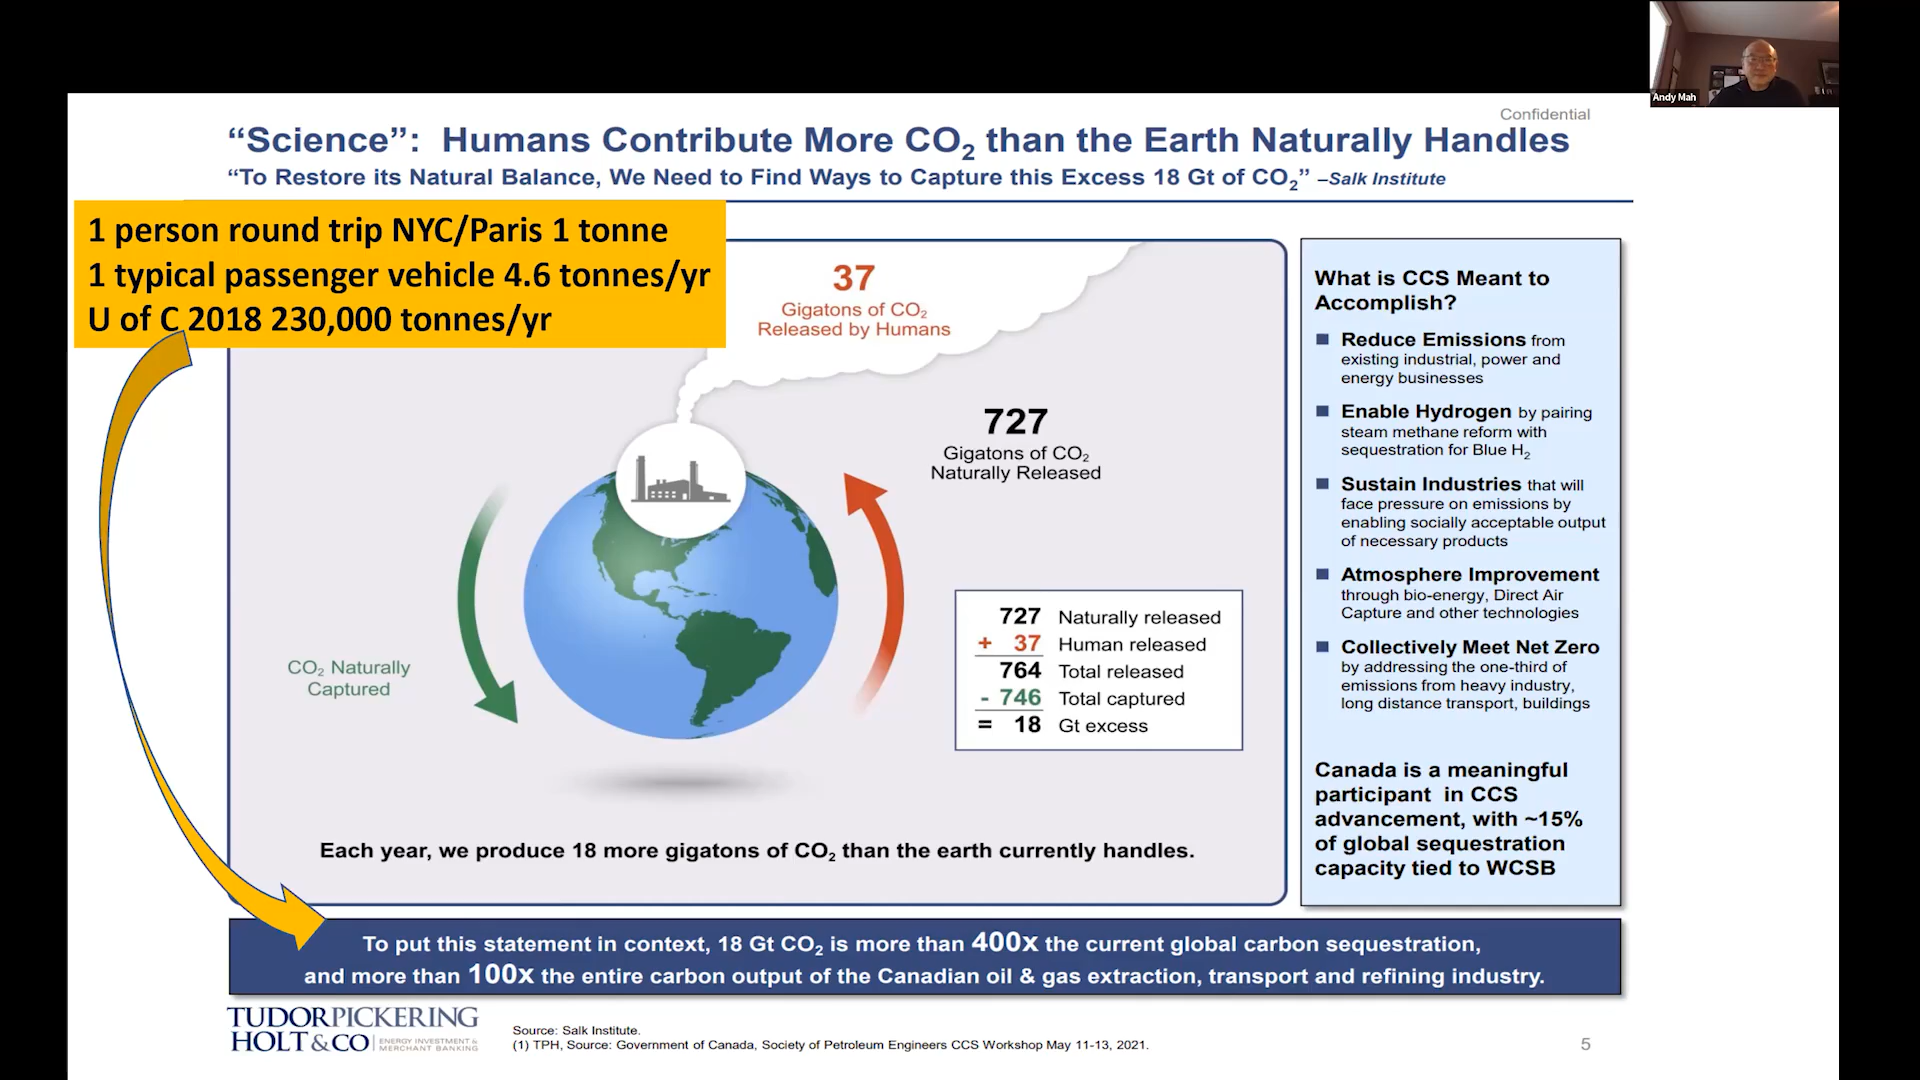 Andy Mah
Confidential
“Science”: Humans Contribute More CO₂ than the Earth Naturally Handles
“To Restore its Natural Balance, We Need to Find Ways to Capture this Excess 18 Gt of CO₂” –Salk Institute
1 person round trip NYC/Paris 1 tonne
1 typical passenger vehicle 4.6 tonnes/yr
U of C 2018 230,000 tonnes/yr
37
Gigatons of CO₂
Released by Humans
727
Gigatons of CO₂
Naturally Released
CO₂ Naturally
Captured
727 Naturally released
+ 37 Human released
764 Total released
- 746 Total captured
= 18 Gt excess
Each year, we produce 18 more gigatons of CO₂ than the earth currently handles.
What is CCS Meant to
Accomplish?
Reduce Emissions from
existing industrial, power and
energy businesses
Enable Hydrogen by pairing
steam methane reform with
sequestration for Blue H₂
Sustain Industries that will
face pressure on emissions by
enabling socially acceptable output
of necessary products
Atmosphere Improvement
through bio-energy, Direct Air
Capture and other technologies
Collectively Meet Net Zero
by addressing the one-third of
emissions from heavy industry,
long distance transport, buildings
Canada is a meaningful
participant in CCS
advancement, with ~15%
of global sequestration
capacity tied to WCSB
To put this statement in context, 18 Gt CO₂ is more than 400x the current global carbon sequestration,
and more than 100x the entire carbon output of the Canadian oil & gas extraction, transport and refining industry.
TUDORPICKERING
HOLT&CO
ENERGY INVESTMENT &
MERCHANT BANKING
Source: Salk Institute.
(1) TPH, Source: Government of Canada, Society of Petroleum Engineers CCS Workshop May 11-13, 2021.
5